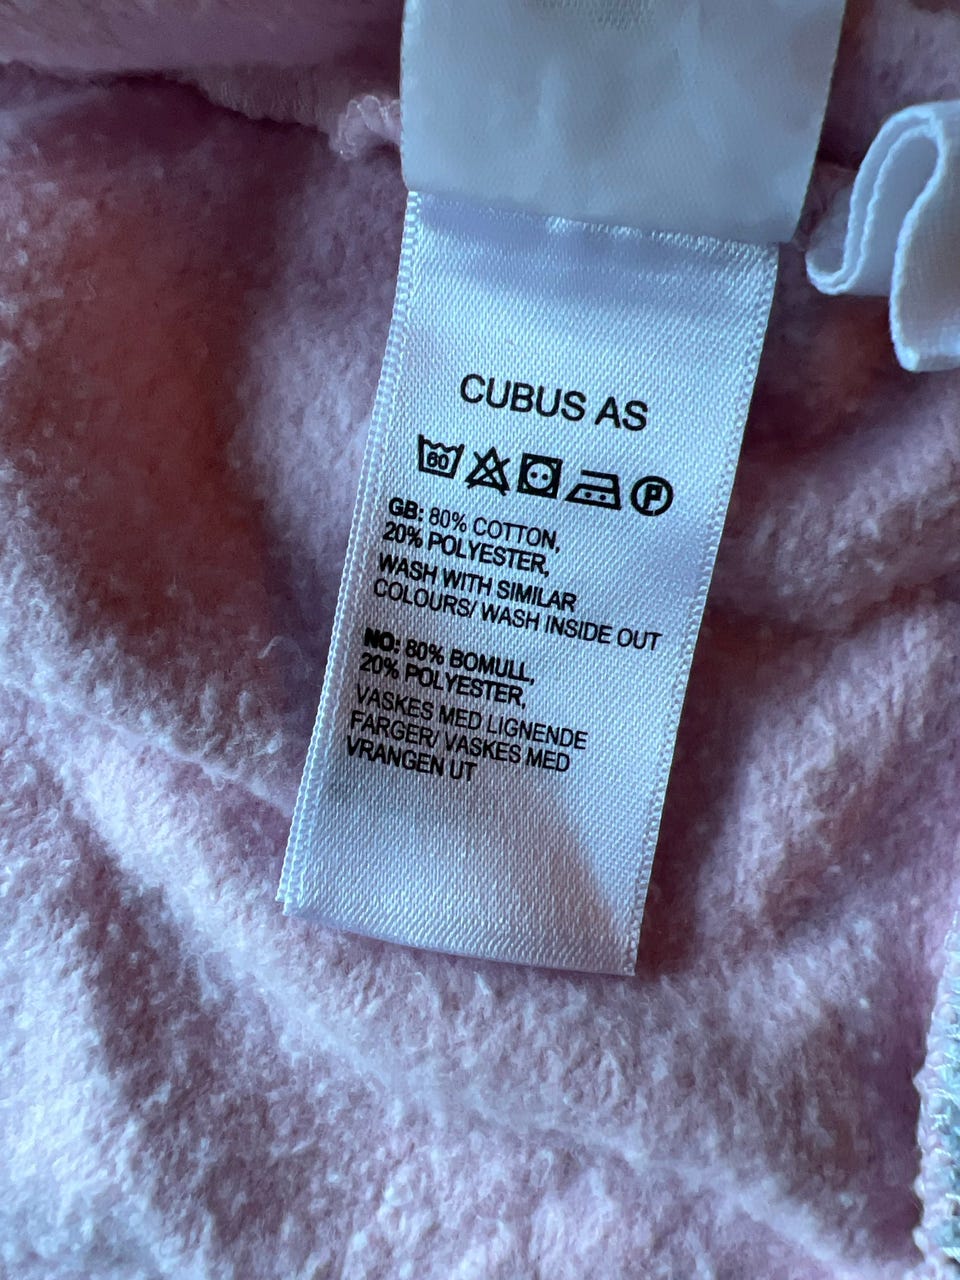 CUBUS AS
60 P
GB: 80% COTTON,
20% POLYESTER,
WASH WITH SIMILAR
COLOURS/ WASH INSIDE OUT
NO: 80% BOMULL,
20% POLYESTER,
VASKES MED LIGNENDE
FARGER/ VASKES MED
VRANGEN UT